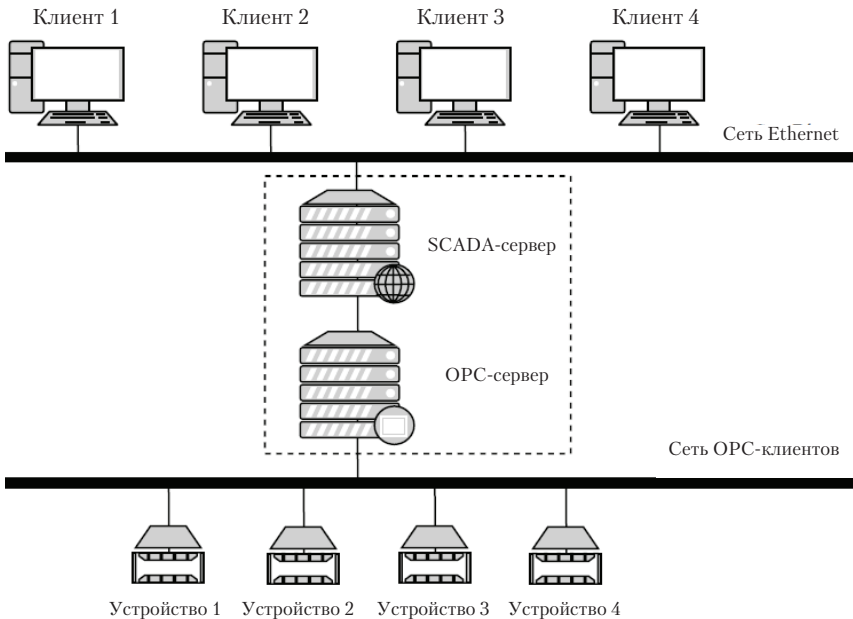 Клиент 1
Клиент 2
Клиент 3
Клиент 4
Сеть Ethernet
SCADA-сервер
OPC-сервер
Сеть OPC-клиентов
Устройство 1
Устройство 2
Устройство 3
Устройство 4